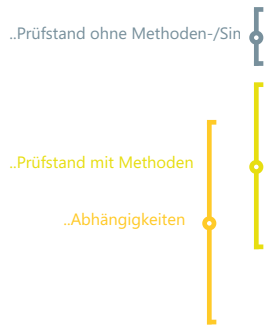 ..Prüfstand ohne Methoden-/Sin
..Prüfstand mit Methoden
..Abhängigkeiten